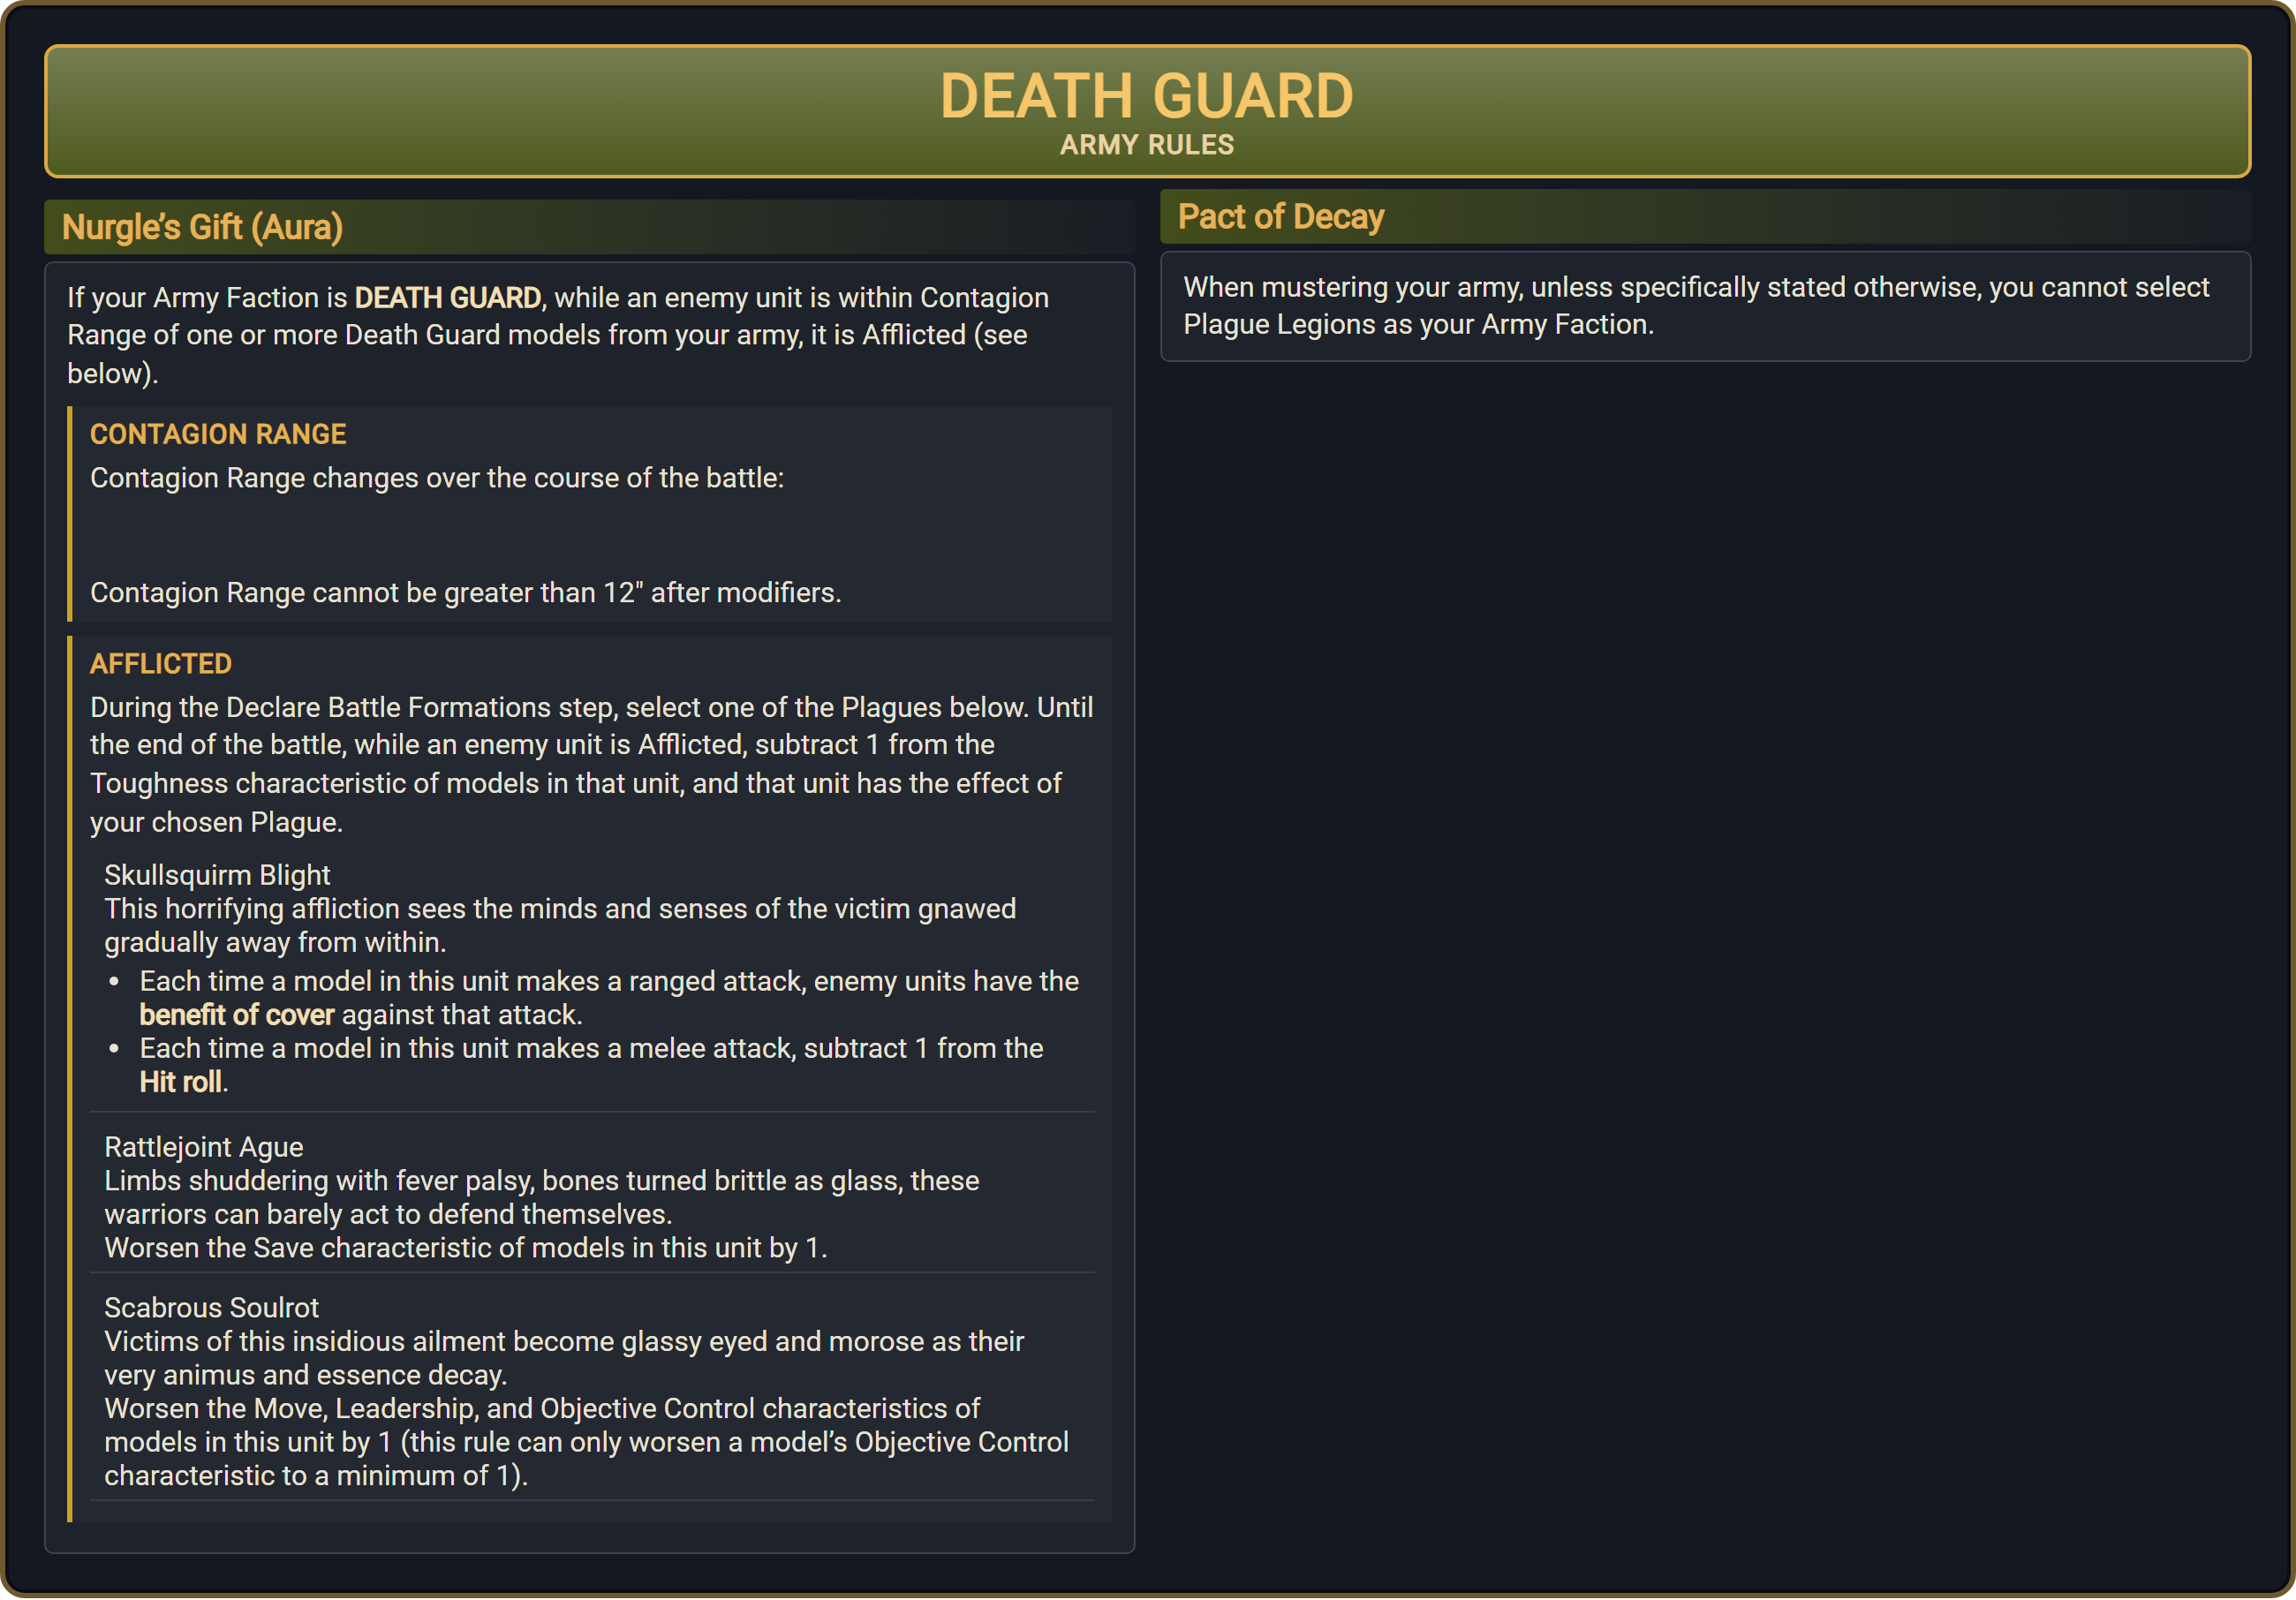 DEATH GUARD
ARMY RULES
Nurgle’s Gift (Aura)
If your Army Faction is DEATH GUARD, while an enemy unit is within Contagion
Range of one or more Death Guard models from your army, it is Afflicted (see
below).
CONTAGION RANGE
Contagion Range changes over the course of the battle:
Contagion Range cannot be greater than 12" after modifiers.
AFFLICTED
During the Declare Battle Formations step, select one of the Plagues below. Until
the end of the battle, while an enemy unit is Afflicted, subtract 1 from the
Toughness characteristic of models in that unit, and that unit has the effect of
your chosen Plague.
Skullsquirm Blight
This horrifying affliction sees the minds and senses of the victim gnawed
gradually away from within.
• Each time a model in this unit makes a ranged attack, enemy units have the
benefit of cover against that attack.
• Each time a model in this unit makes a melee attack, subtract 1 from the
Hit roll.
Rattlejoint Ague
Limbs shuddering with fever palsy, bones turned brittle as glass, these
warriors can barely act to defend themselves.
Worsen the Save characteristic of models in this unit by 1.
Scabrous Soulrot
Victims of this insidious ailment become glassy eyed and morose as their
very animus and essence decay.
Worsen the Move, Leadership, and Objective Control characteristics of
models in this unit by 1 (this rule can only worsen a model’s Objective Control
characteristic to a minimum of 1).
Pact of Decay
When mustering your army, unless specifically stated otherwise, you cannot select
Plague Legions as your Army Faction.